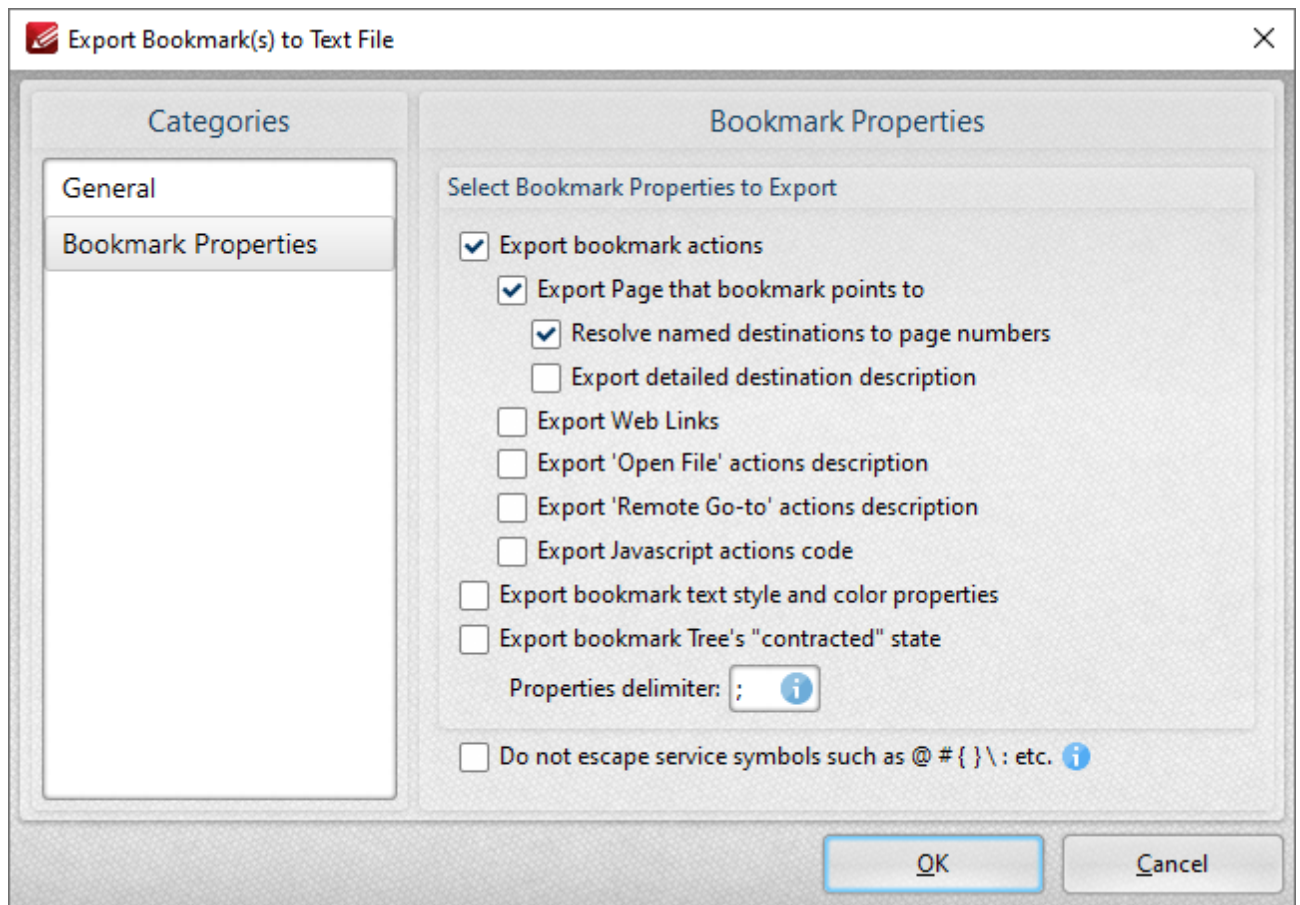 Export Bookmark(s) to Text File
Categories
Bookmark Properties
General
Bookmark Properties
Select Bookmark Properties to Export
Export bookmark actions
Export Page that bookmark points to
Resolve named destinations to page numbers
Export detailed destination description
Export Web Links
Export 'Open File' actions description
Export 'Remote Go-to' actions description
Export Javascript actions code
Export bookmark text style and color properties
Export bookmark Tree's "contracted" state
Properties delimiter: ;
Do not escape service symbols such as @ # { } \ : etc.
OK
Cancel